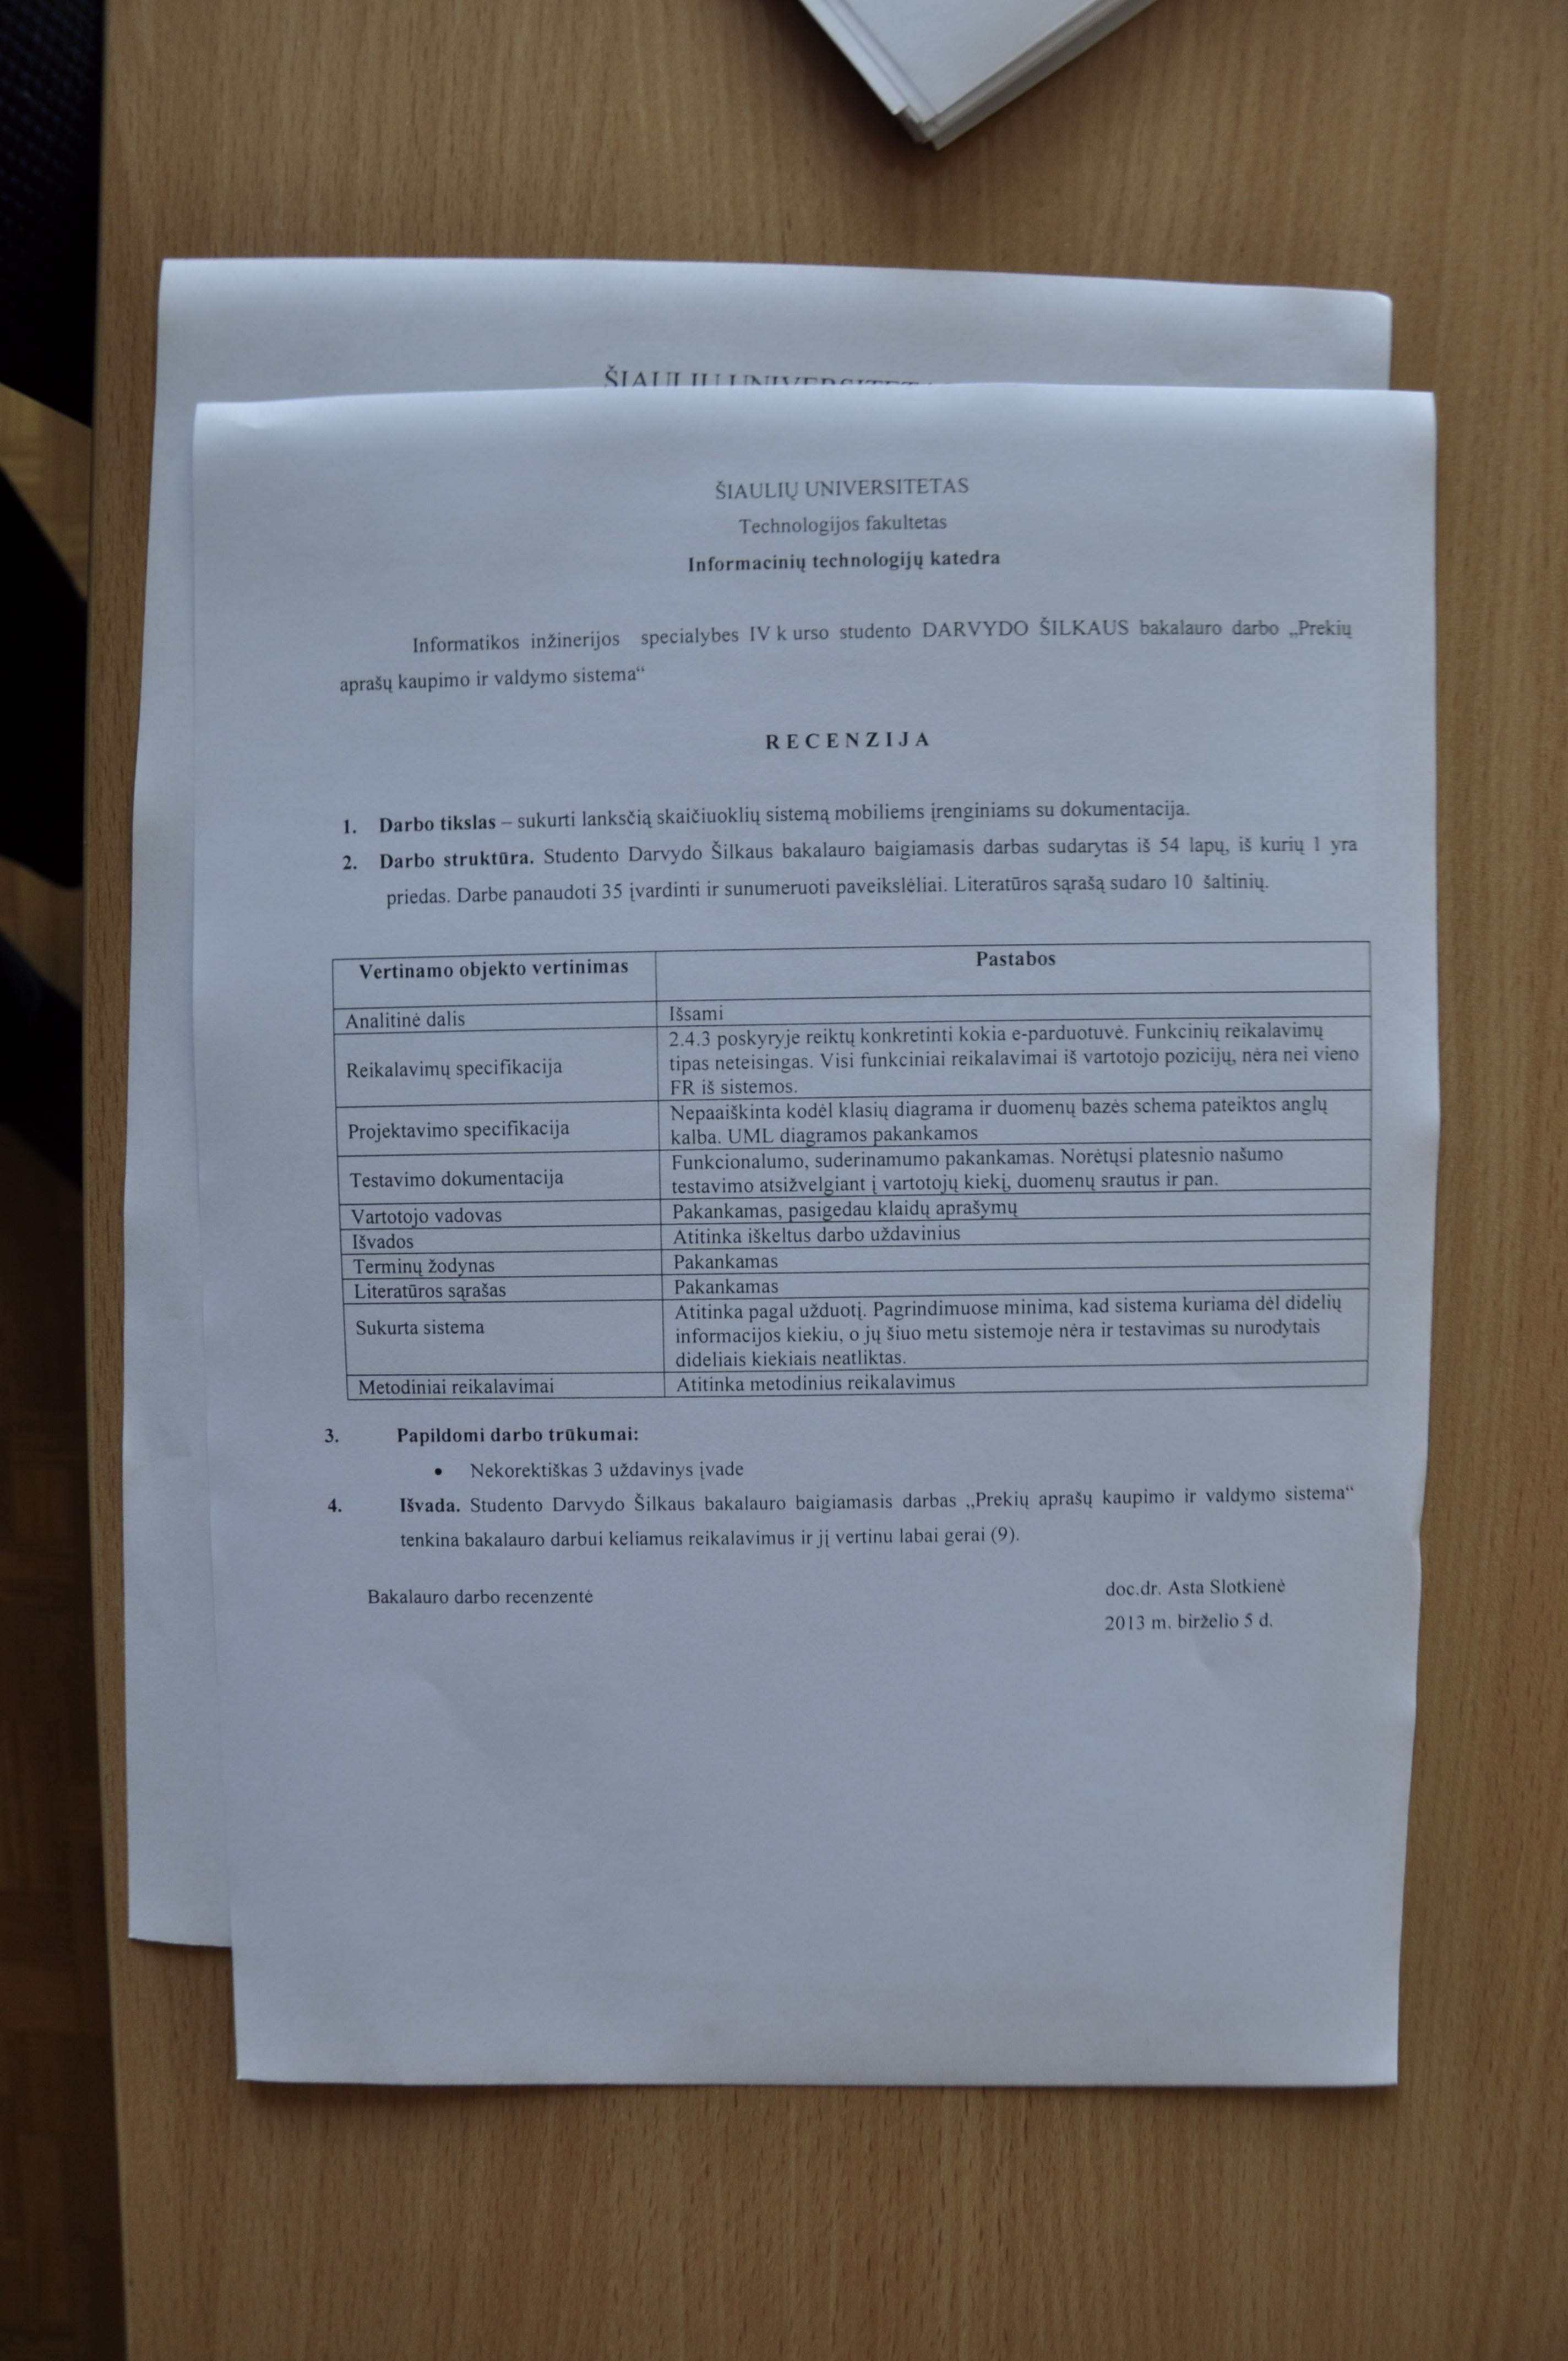 ŠIAULIŲ UNIVERSITETAS
ŠIAULIŲ UNIVERSITETAS
Technologijos fakultetas
Informacinių technologijų katedra
Informatikos inžinerijos specialybes IV k urso studento DARVYDO ŠILKAUS bakalauro darbo „Prekių
aprašų kaupimo ir valdymo sistema“
RECENZIJA
1. Darbo tikslas – sukurti lanksčią skaičiuoklių sistemą mobiliems įrenginiams su dokumentacija.
2. Darbo struktūra. Studento Darvydo Šilkaus bakalauro baigiamasis darbas sudarytas iš 54 lapų, iš kurių 1 yra
priedas. Darbe panaudoti 35 įvardinti ir sunumeruoti paveikslėliai. Literatūros sąrašą sudaro 10 šaltinių.
Vertinamo objekto vertinimas Pastabos
Analitinė dalis Išsami
Reikalavimų specifikacija 2.4.3 poskyryje reiktų konkretinti kokia e-parduotuvė. Funkcinių reikalavimų
tipas neteisingas. Visi funkciniai reikalavimai iš vartotojo pozicijų, nėra nei vieno
FR iš sistemos.
Projektavimo specifikacija Nepaaiškinta kodėl klasių diagrama ir duomenų bazės schema pateiktos anglų
kalba. UML diagramos pakankamos
Testavimo dokumentacija Funkcionalumo, suderinamumo pakankamas. Norėtųsi platesnio našumo
testavimo atsižvelgiant į vartotojų kiekį, duomenų srautus ir pan.
Vartotojo vadovas Pakankamas, pasigedau klaidų aprašymų
Išvados Atitinka iškeltus darbo uždavinius
Terminų žodynas Pakankamas
Literatūros sąrašas Pakankamas
Sukurta sistema Atitinka pagal užduotį. Pagrindimuose minima, kad sistema kuriama dėl didelių
informacijos kiekiu, o jų šiuo metu sistemoje nėra ir testavimas su nurodytais
dideliais kiekiais neatliktas.
Metodiniai reikalavimai Atitinka metodinius reikalavimus
3. Papildomi darbo trūkumai:
• Nekorektiškas 3 uždavinys įvade
4. Išvada. Studento Darvydo Šilkaus bakalauro baigiamasis darbas „Prekių aprašų kaupimo ir valdymo sistema“
tenkina bakalauro darbui keliamus reikalavimus ir jį vertinu labai gerai (9).
Bakalauro darbo recenzentė doc.dr. Asta Slotkienė
2013 m. birželio 5 d.